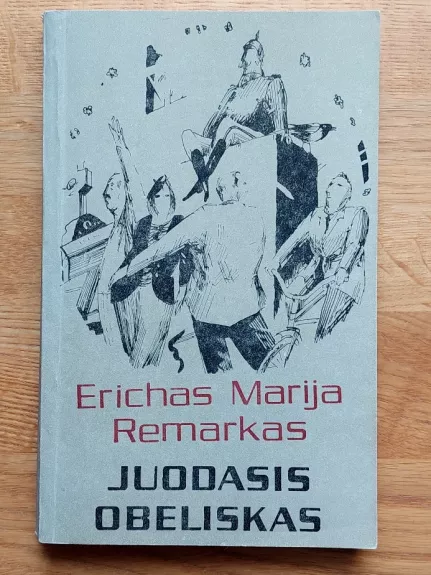 Erichas Marija
Remarkas
JUODASIS
OBELISKAS